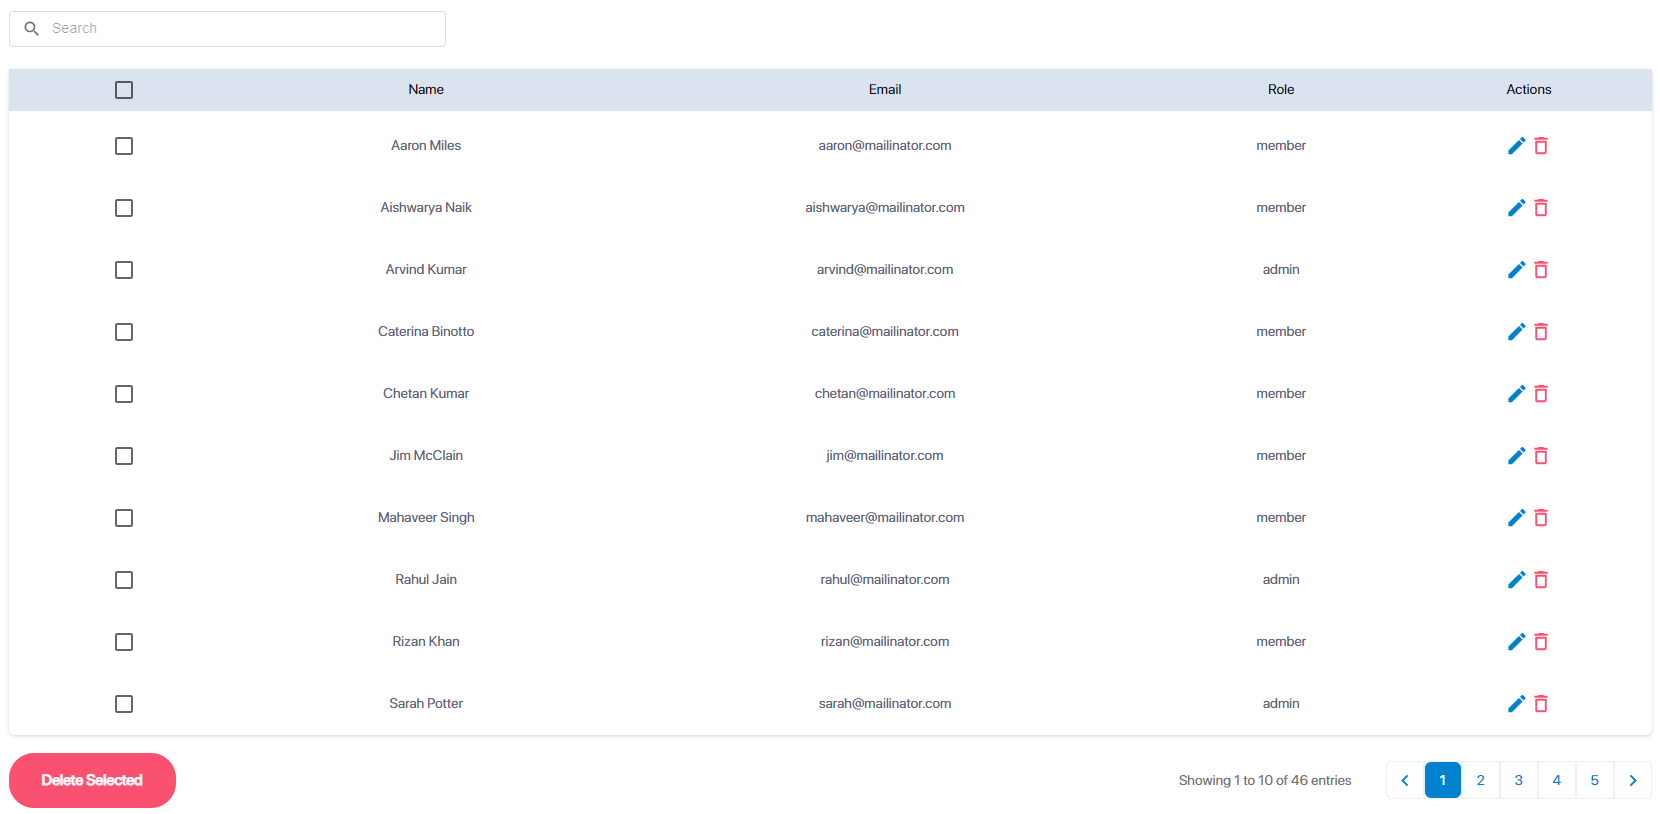 Search
Name Email Role Actions
Aaron Miles aaron@mailinator.com member
Aishwarya Naik aishwarya@mailinator.com member
Arvind Kumar arvind@mailinator.com admin
Caterina Binotto caterina@mailinator.com member
Chetan Kumar chetan@mailinator.com member
Jim McClain jim@mailinator.com member
Mahaveer Singh mahaveer@mailinator.com member
Rahul Jain rahul@mailinator.com admin
Rizan Khan rizan@mailinator.com member
Sarah Potter sarah@mailinator.com admin
Delete Selected Showing 1 to 10 of 46 entries 1 2 3 4 5